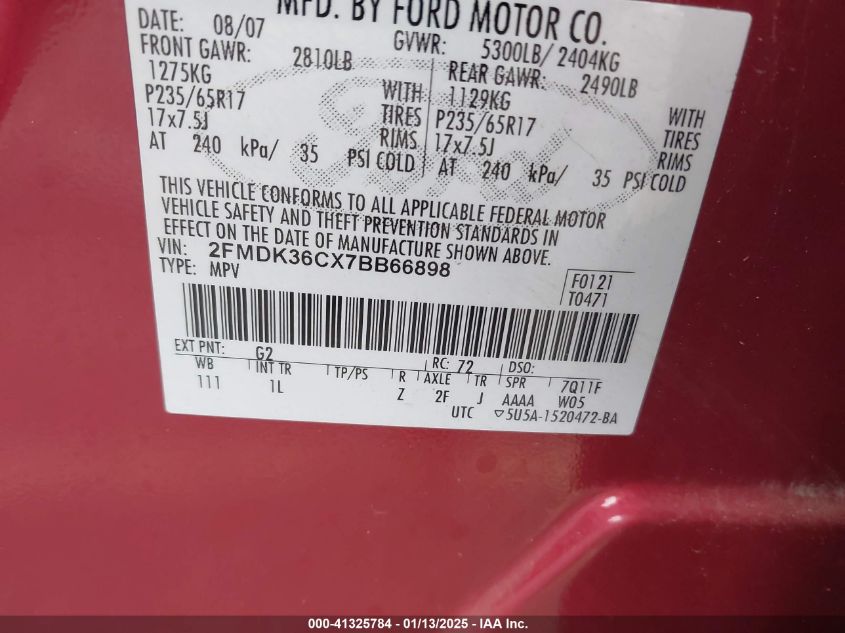 MFD. BY FORD MOTOR CO.
DATE: 08/07 GVWR: 5300LB/ 2404KG
FRONT GAWR: 2810LB REAR GAWR: 2490LB
1275KG WITH 1129KG WITH
P235/65R17 TIRES P235/65R17 TIRES
17x7.5J RIMS 17x7.5J RIMS
AT 240 kPa/ 35 PSI COLD AT 240 kPa/ 35 PSI COLD
THIS VEHICLE CONFORMS TO ALL APPLICABLE FEDERAL MOTOR
VEHICLE SAFETY AND THEFT PREVENTION STANDARDS IN
EFFECT ON THE DATE OF MANUFACTURE SHOWN ABOVE.
VIN: 2FMDK36CX7BB66898
TYPE: MPV
F0121
T0471
EXT PNT: G2 RC: 72 DSO:
WB INT TR TP/PS R AXLE TR SPR 7Q11F
111 1L Z 2F J AAAA W05
UTC ▽5U5A-1520472-BA
000-41325784 — 01/13/2025 - IAA Inc.